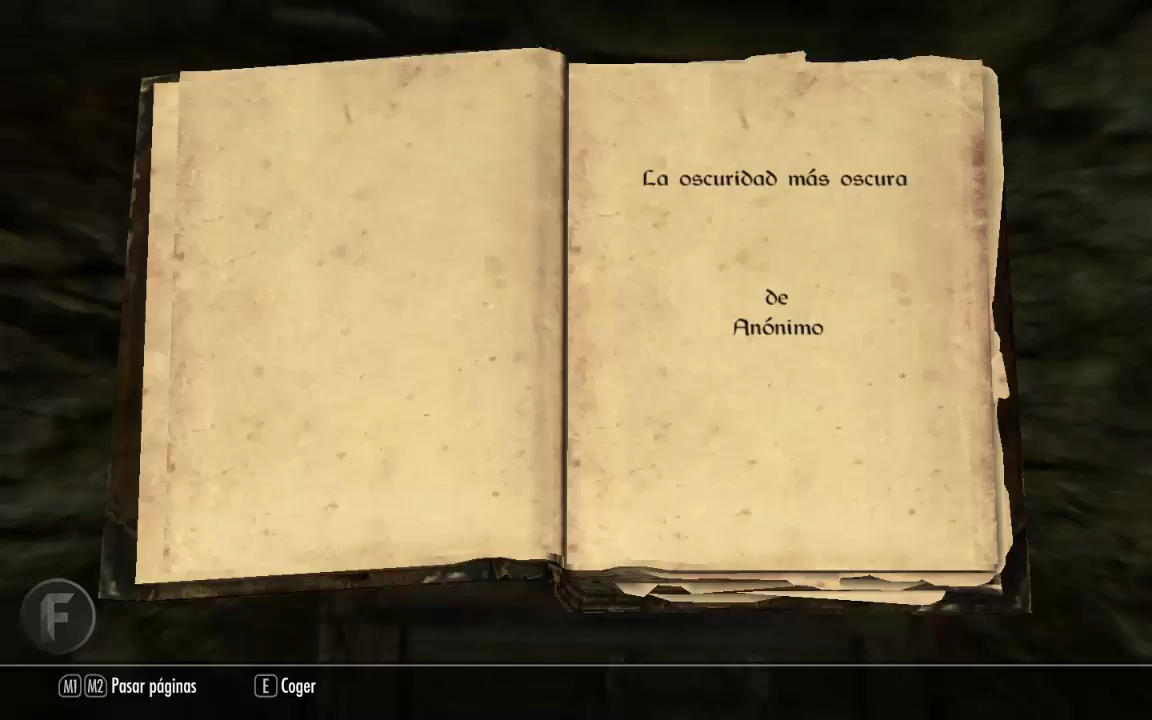 La oscuridad más oscura
de
Anónimo
F
M1 M2 Pasar páginas E Coger